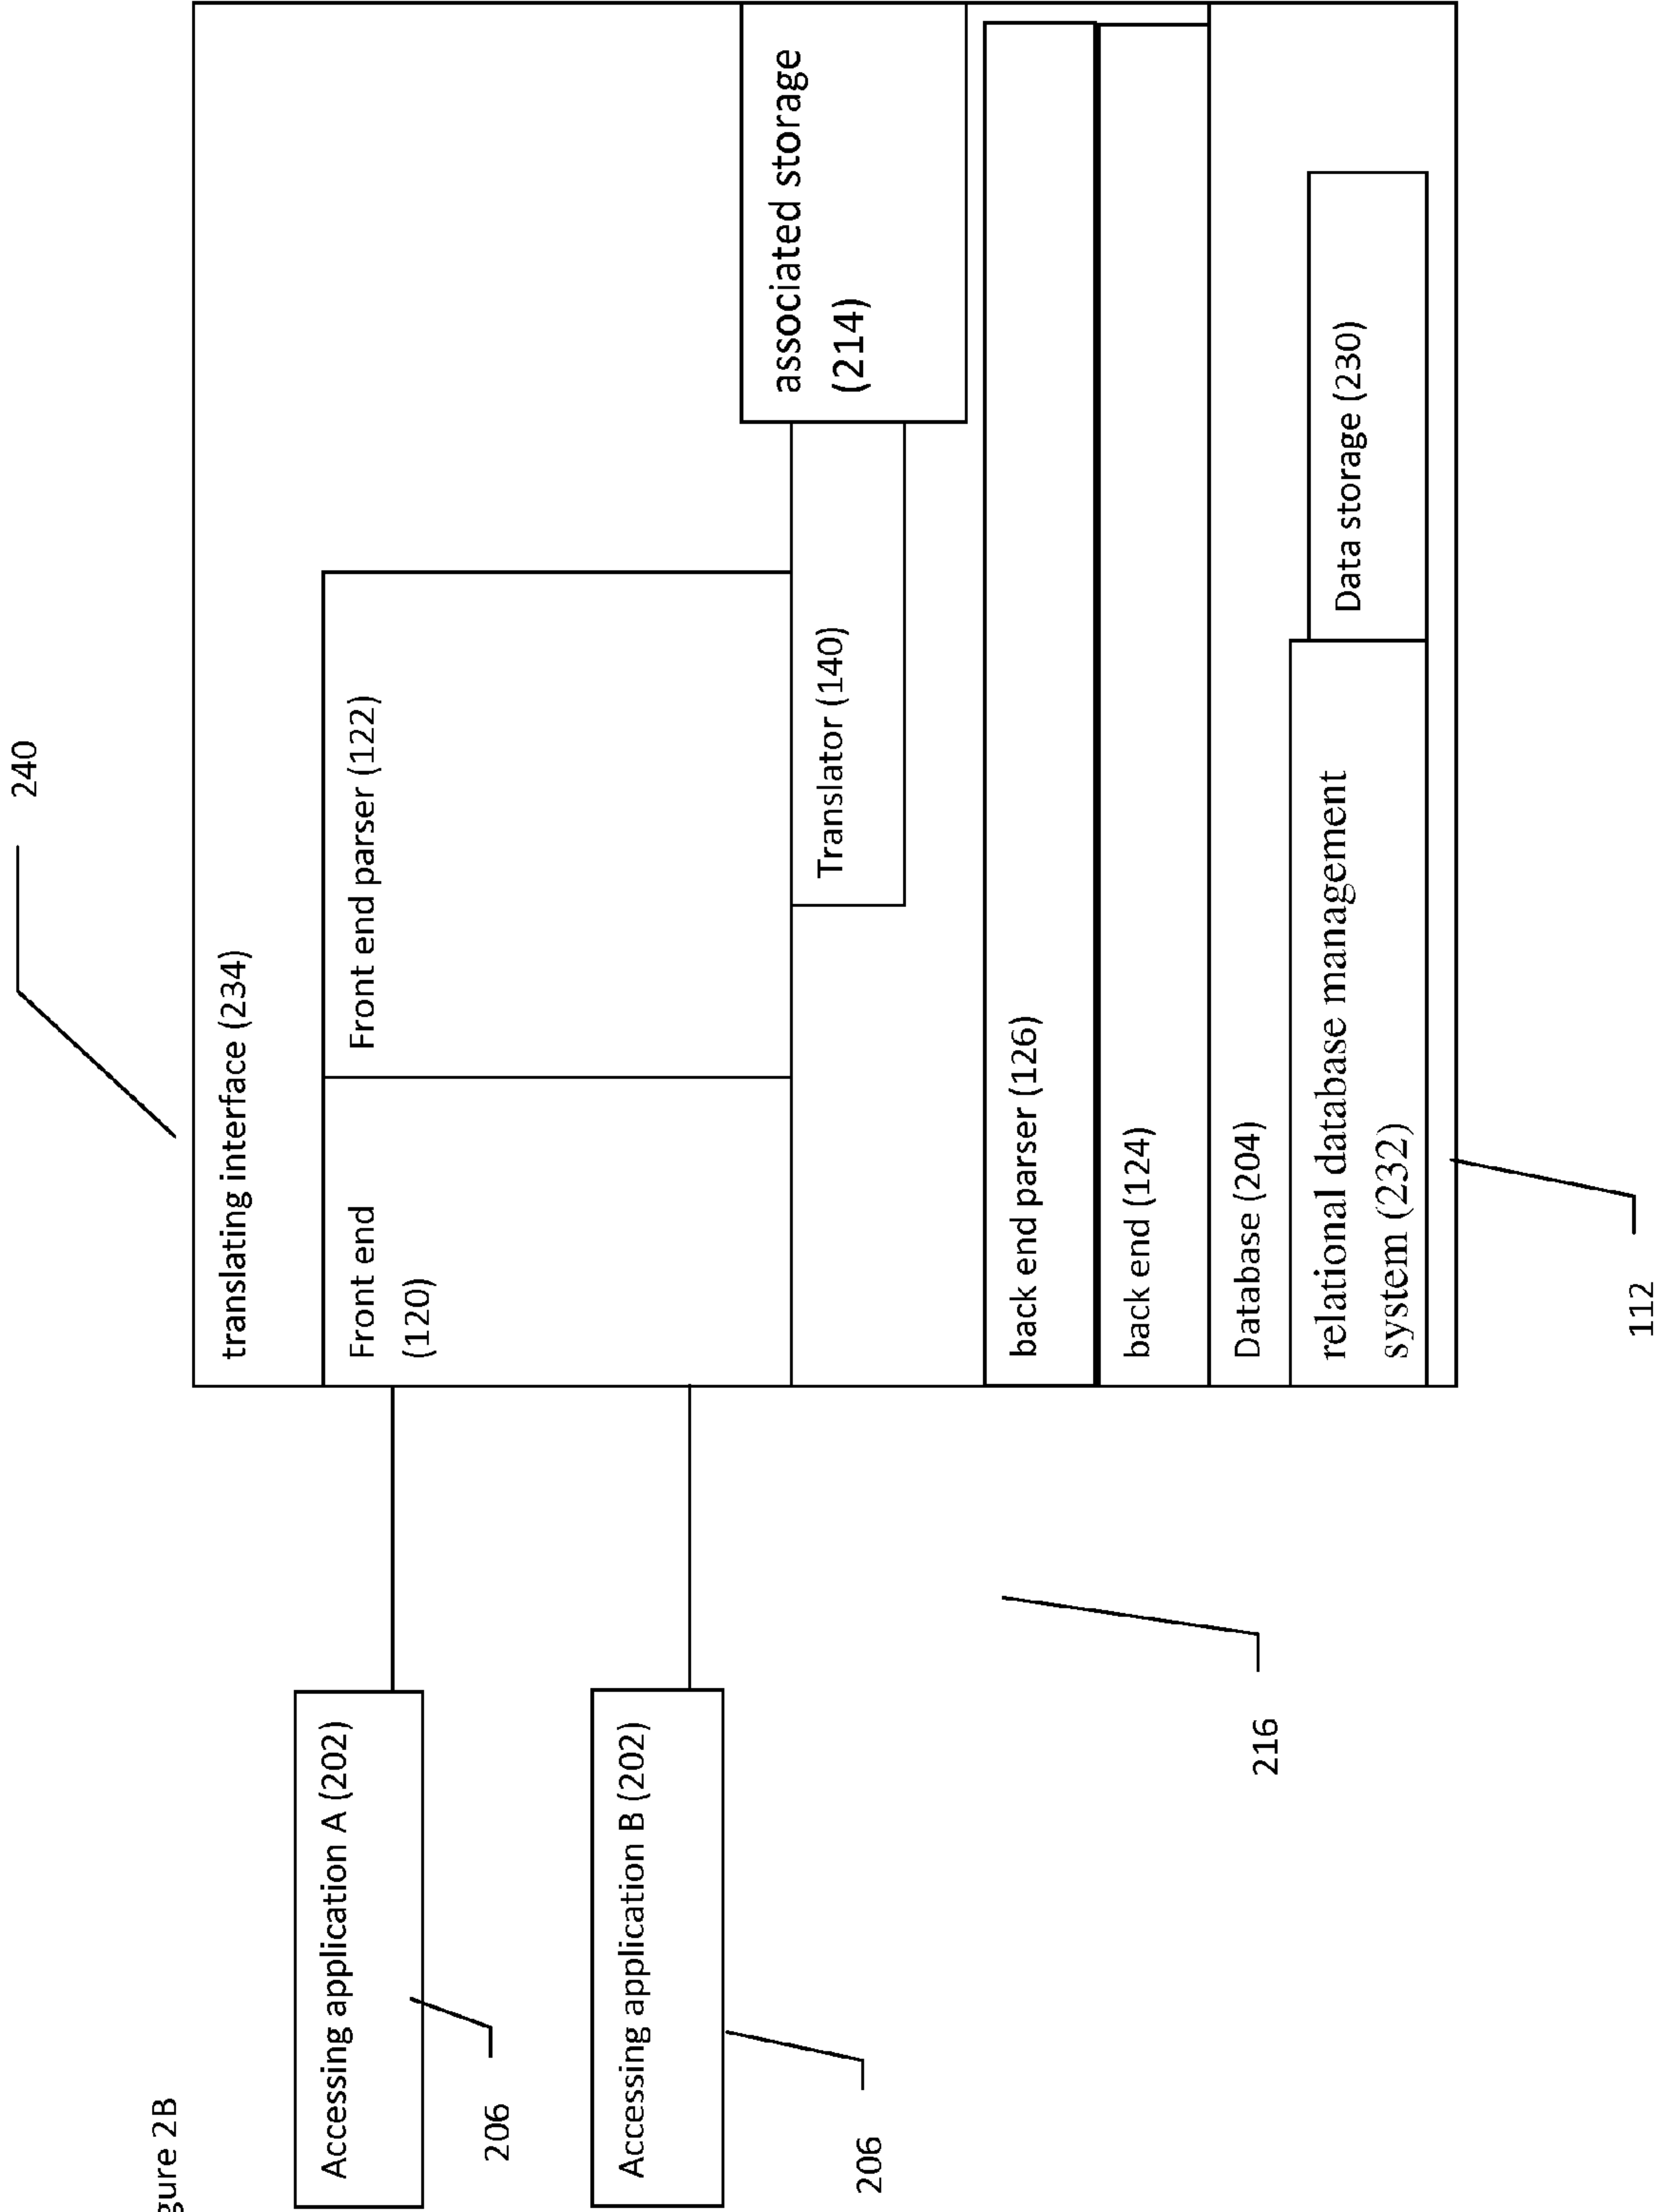 gure 2B
240
translating interface (234)
Accessing application A (202)
Front end
(120)
Front end parser (122)
206
Accessing application B (202)
associated storage
(214)
Translator (140)
206
back end parser (126)
back end (124)
216
Database (204)
relational database management
system (232)
Data storage (230)
112